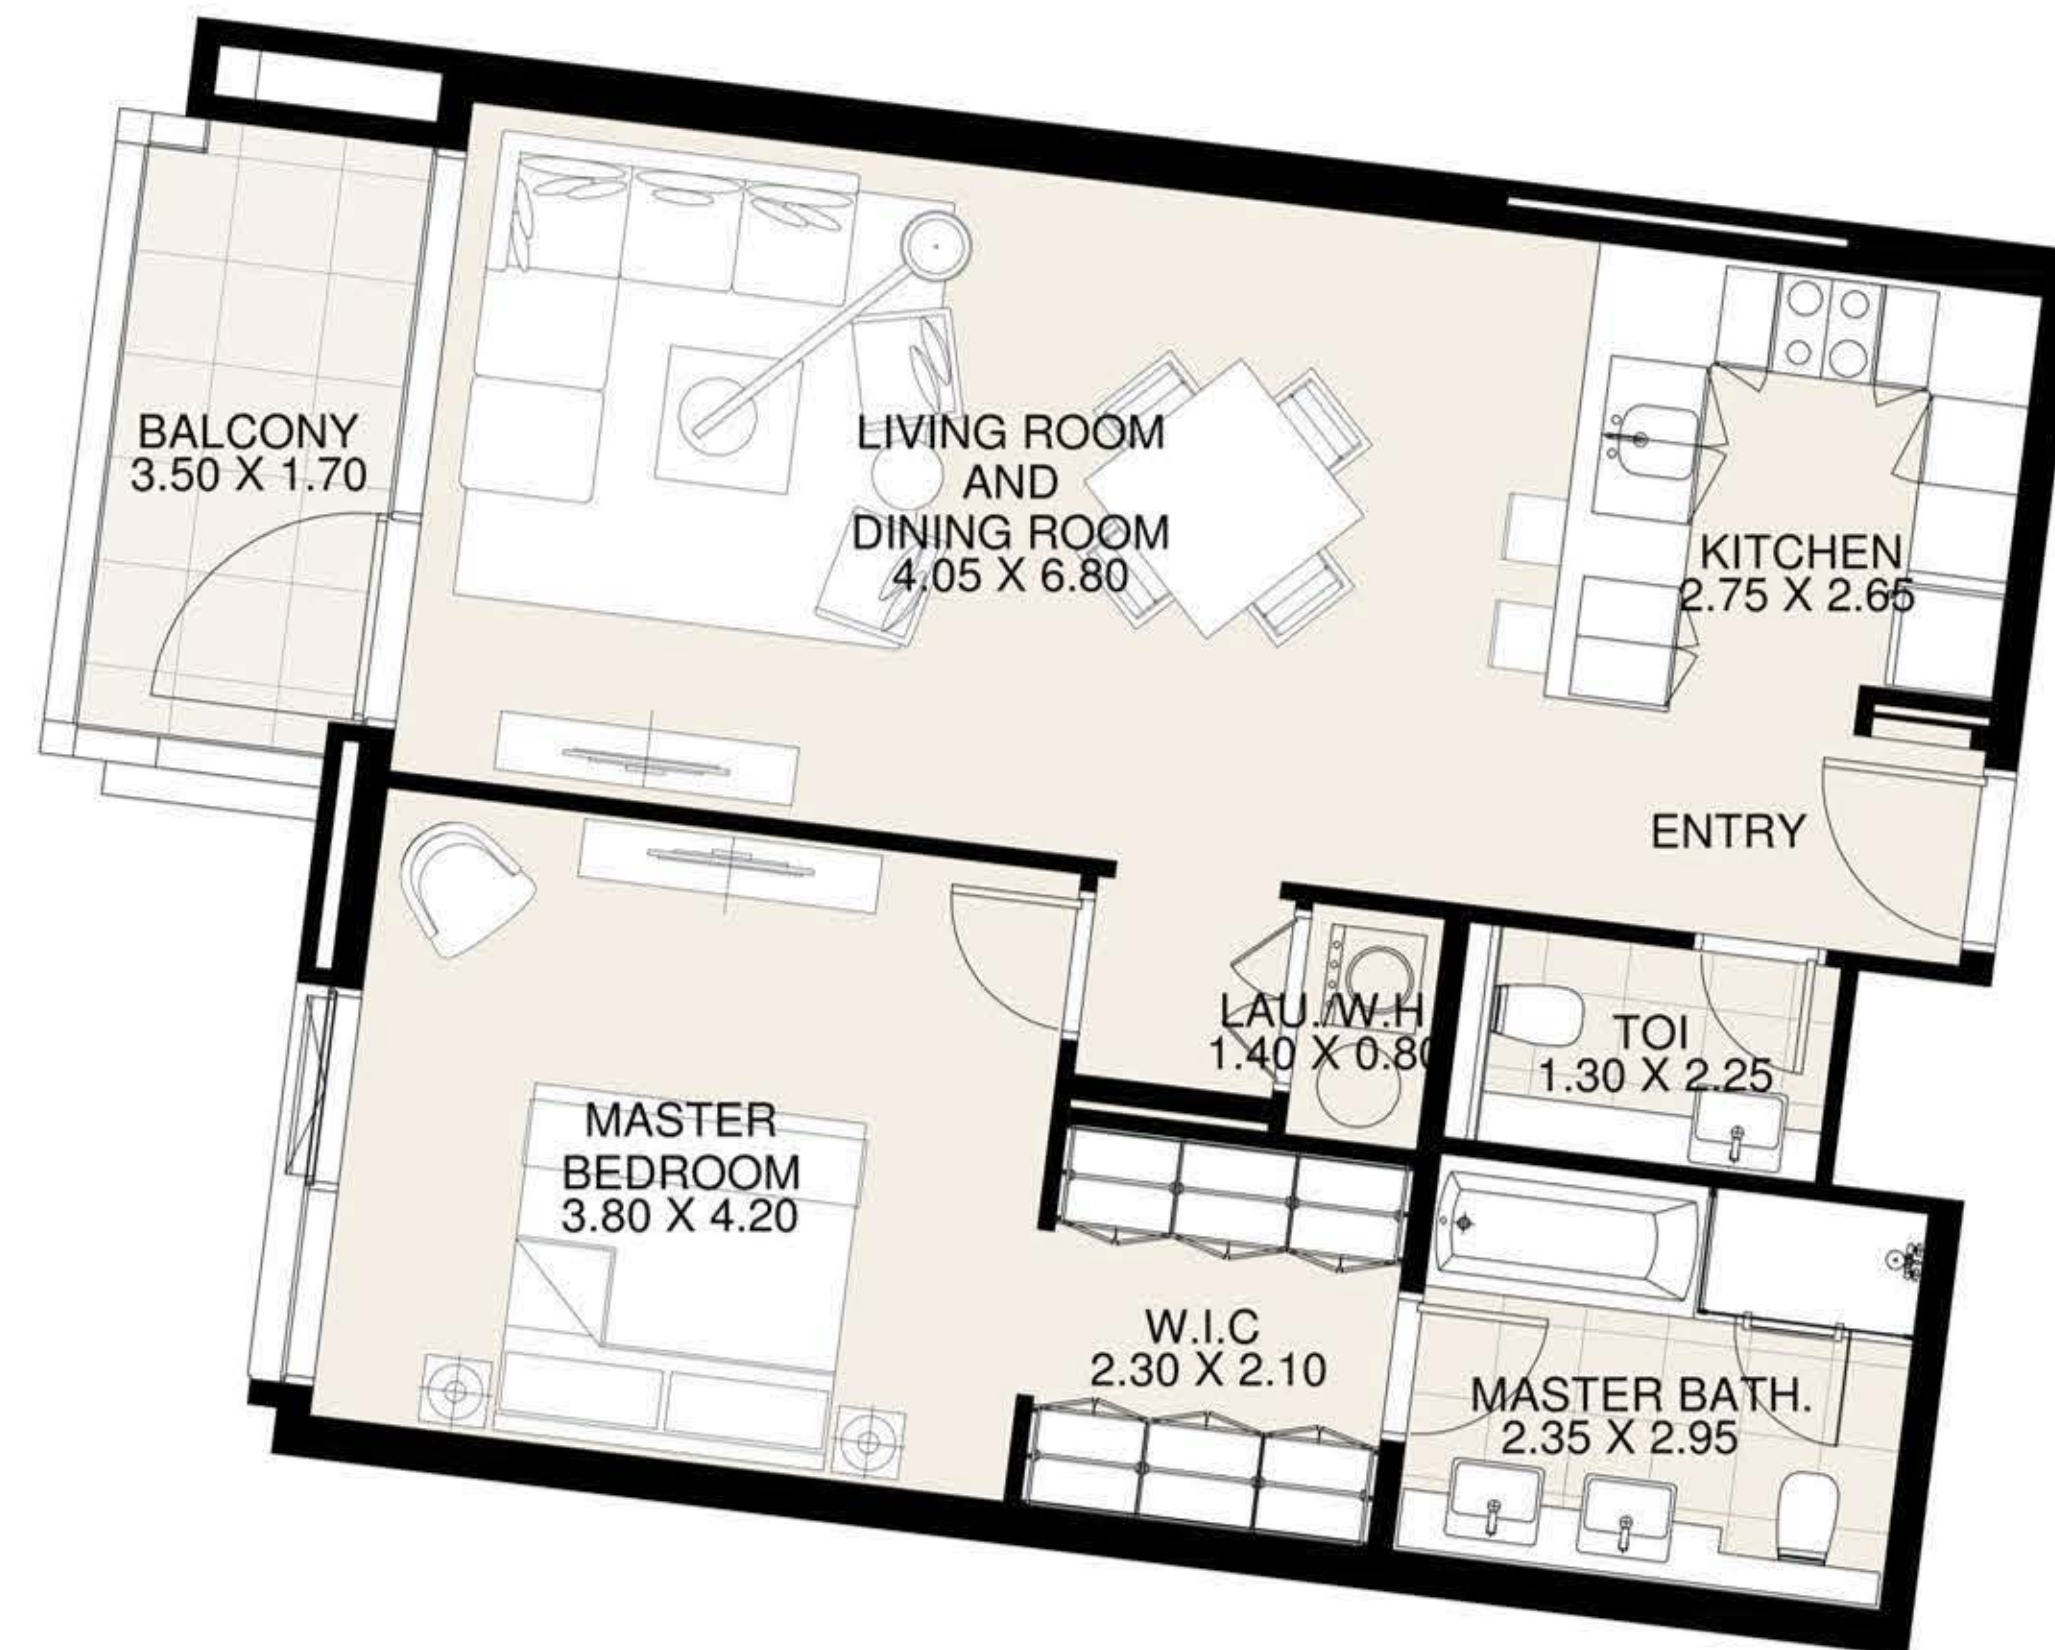 BALCONY
3.50 X 1.70
LIVING ROOM
AND
DINING ROOM
4.05 X 6.80
KITCHEN
2.75 X 2.65
ENTRY
LAU./W.H
1.40 X 0.80
TOI
1.30 X 2.25
MASTER
BEDROOM
3.80 X 4.20
W.I.C
2.30 X 2.10
MASTER BATH.
2.35 X 2.95